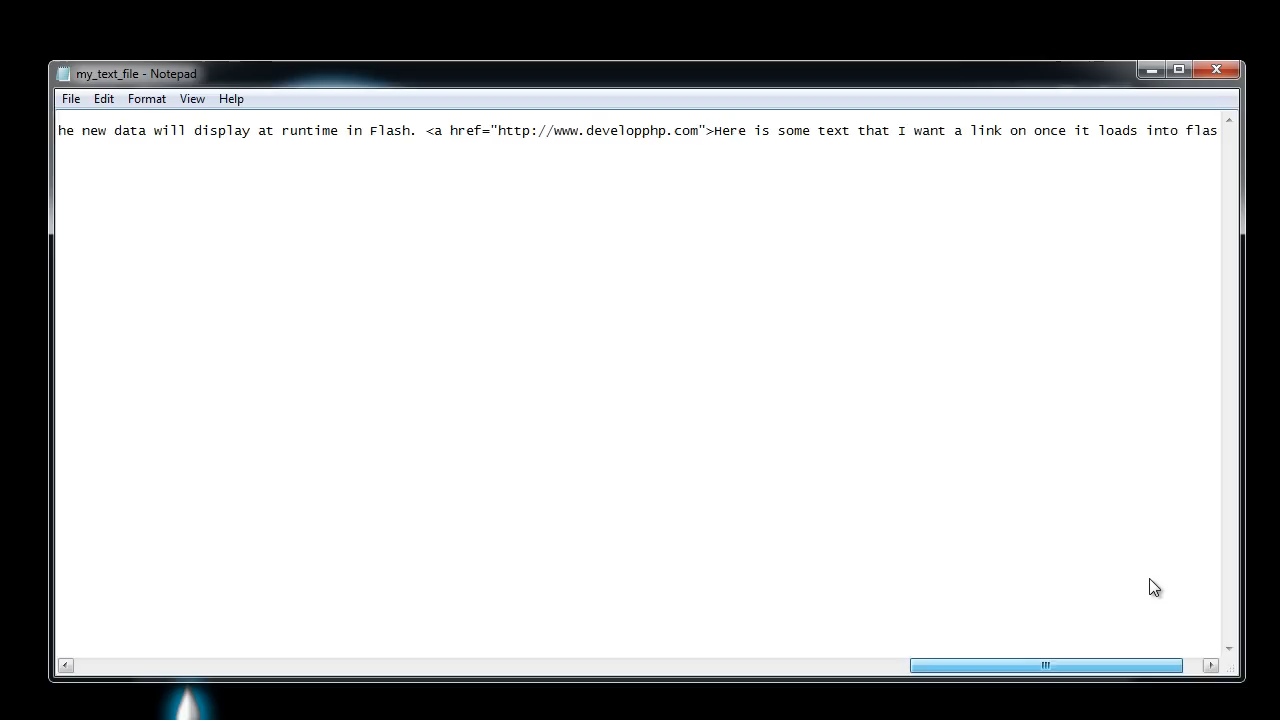 my_text_file - Notepad
File Edit Format View Help
he new data will display at runtime in Flash. <a href="http://www.developphp.com">Here is some text that I want a link on once it loads into flas